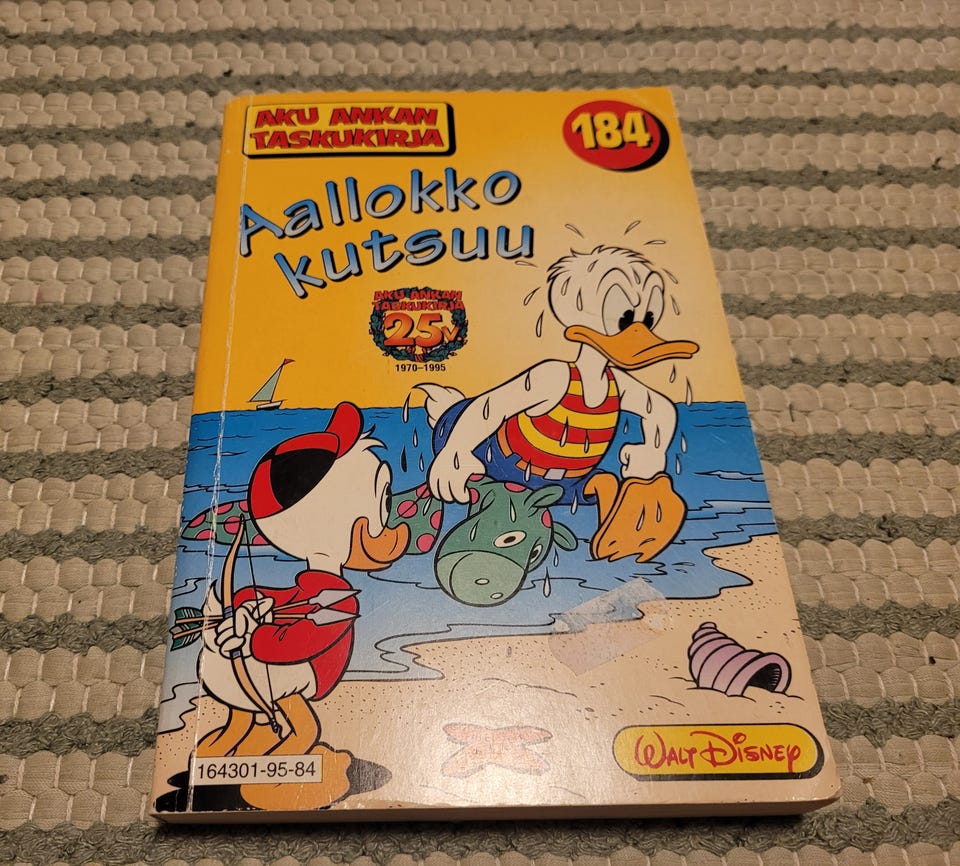 AKU ANKAN
TASKUKIRJA
184
Aallokko
kutsuu
AKU ANKAN
TASKUKIRJA
25V
1970–1995
164301-95-84
WALT DISNEY